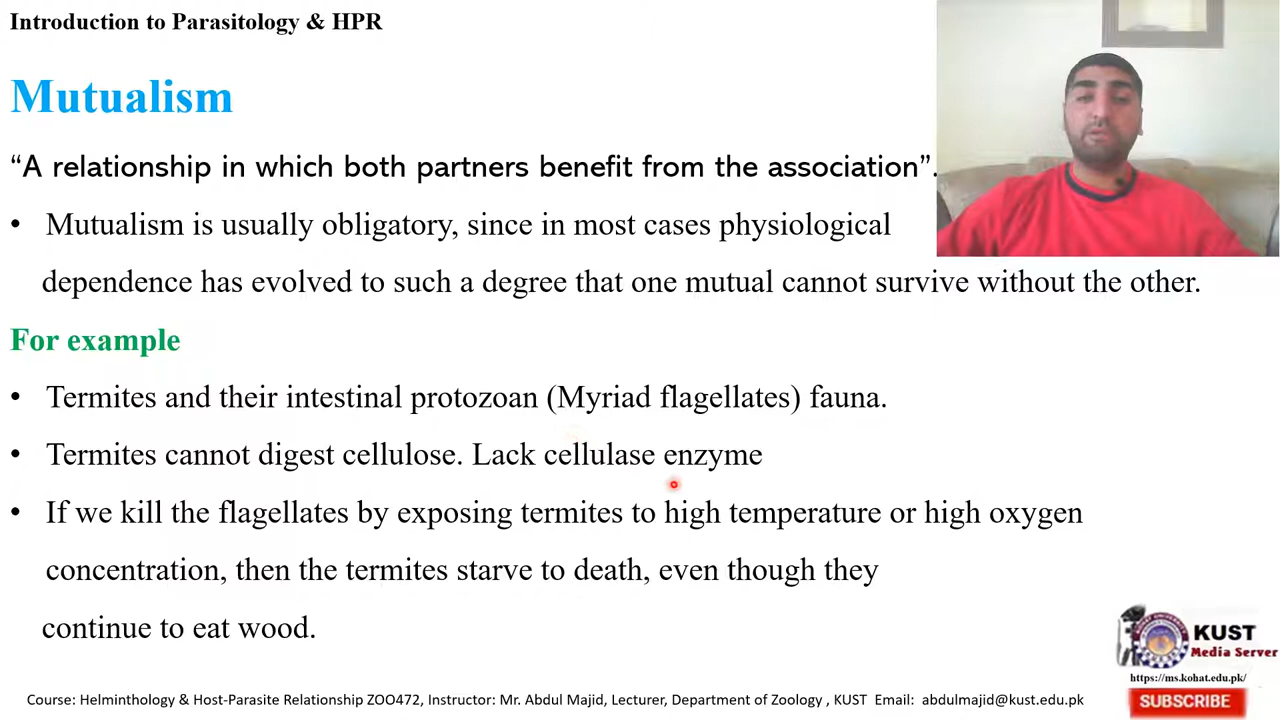 Introduction to Parasitology & HPR
Mutualism
“A relationship in which both partners benefit from the association”.
• Mutualism is usually obligatory, since in most cases physiological
dependence has evolved to such a degree that one mutual cannot survive without the other.
For example
• Termites and their intestinal protozoan (Myriad flagellates) fauna.
• Termites cannot digest cellulose. Lack cellulase enzyme
• If we kill the flagellates by exposing termites to high temperature or high oxygen
concentration, then the termites starve to death, even though they
continue to eat wood.
KUST
Media Server
https://ms.kohat.edu.pk/
SUBSCRIBE
Course: Helminthology & Host-Parasite Relationship ZOO472, Instructor: Mr. Abdul Majid, Lecturer, Department of Zoology , KUST Email: abdulmajid@kust.edu.pk